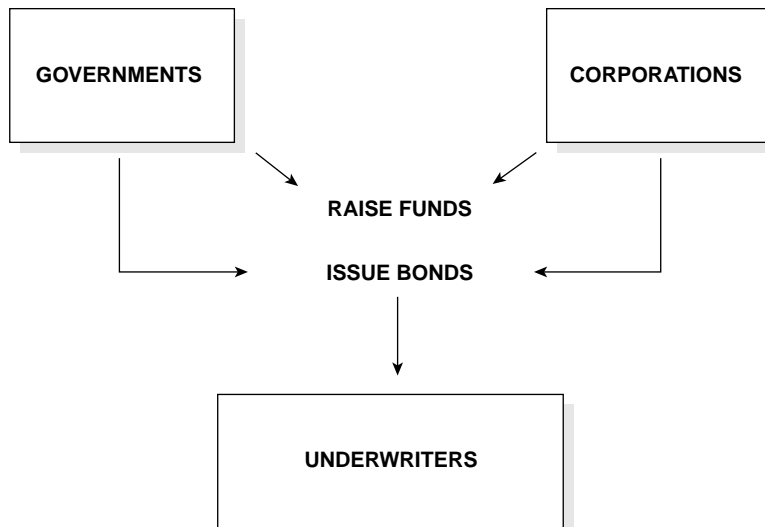 GOVERNMENTS
CORPORATIONS
RAISE FUNDS
ISSUE BONDS
UNDERWRITERS